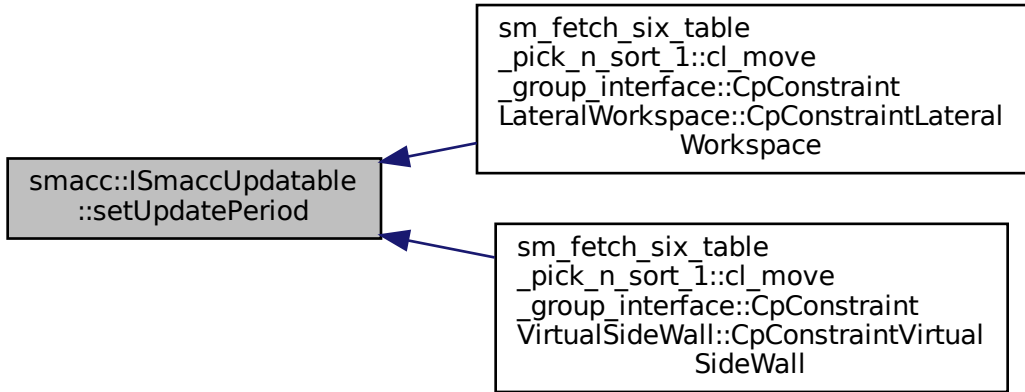 sm_fetch_six_table
_pick_n_sort_1::cl_move
_group_interface::CpConstraint
LateralWorkspace::CpConstraintLateral
Workspace
smacc::ISmaccUpdatable
::setUpdatePeriod
sm_fetch_six_table
_pick_n_sort_1::cl_move
_group_interface::CpConstraint
VirtualSideWall::CpConstraintVirtual
SideWall